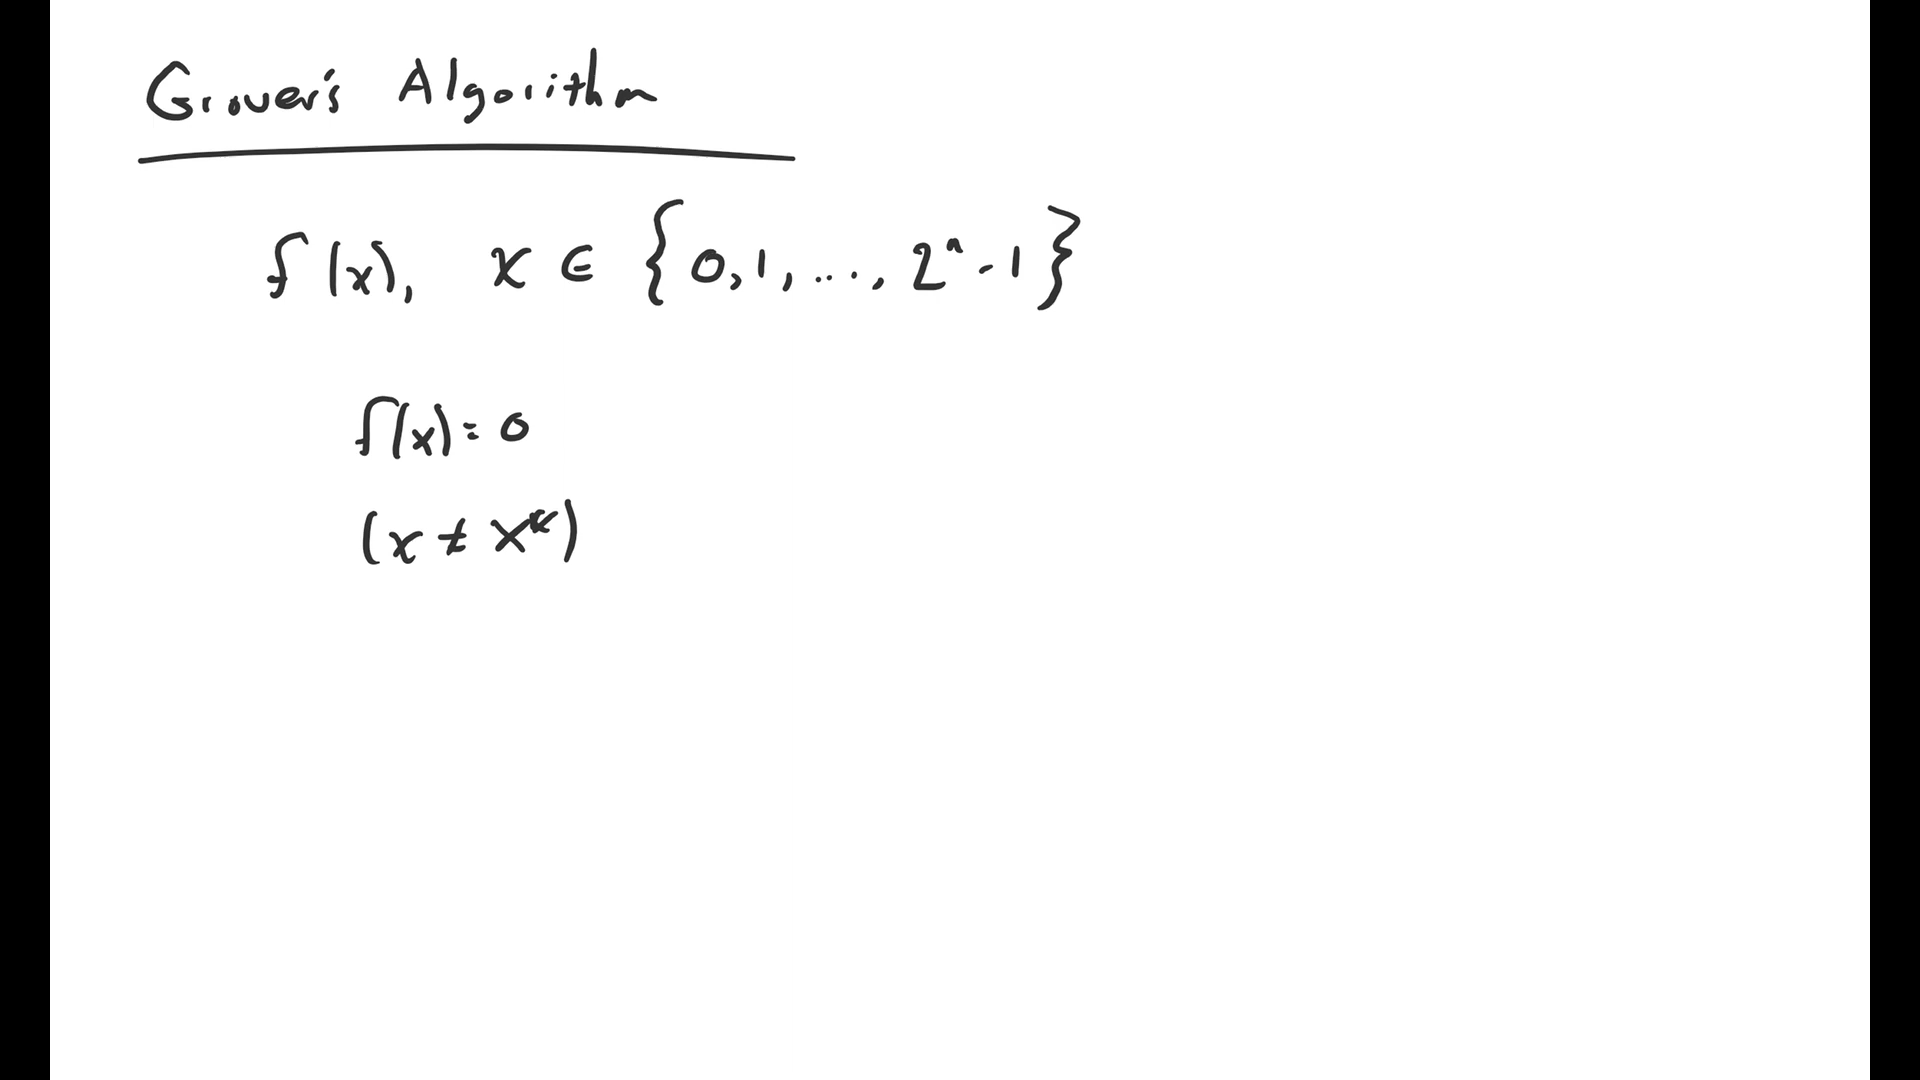 Grover's Algorithm
f(x), x ∈ {0, 1, ..., 2ⁿ - 1}
f(x) = 0
(x ≠ x*)